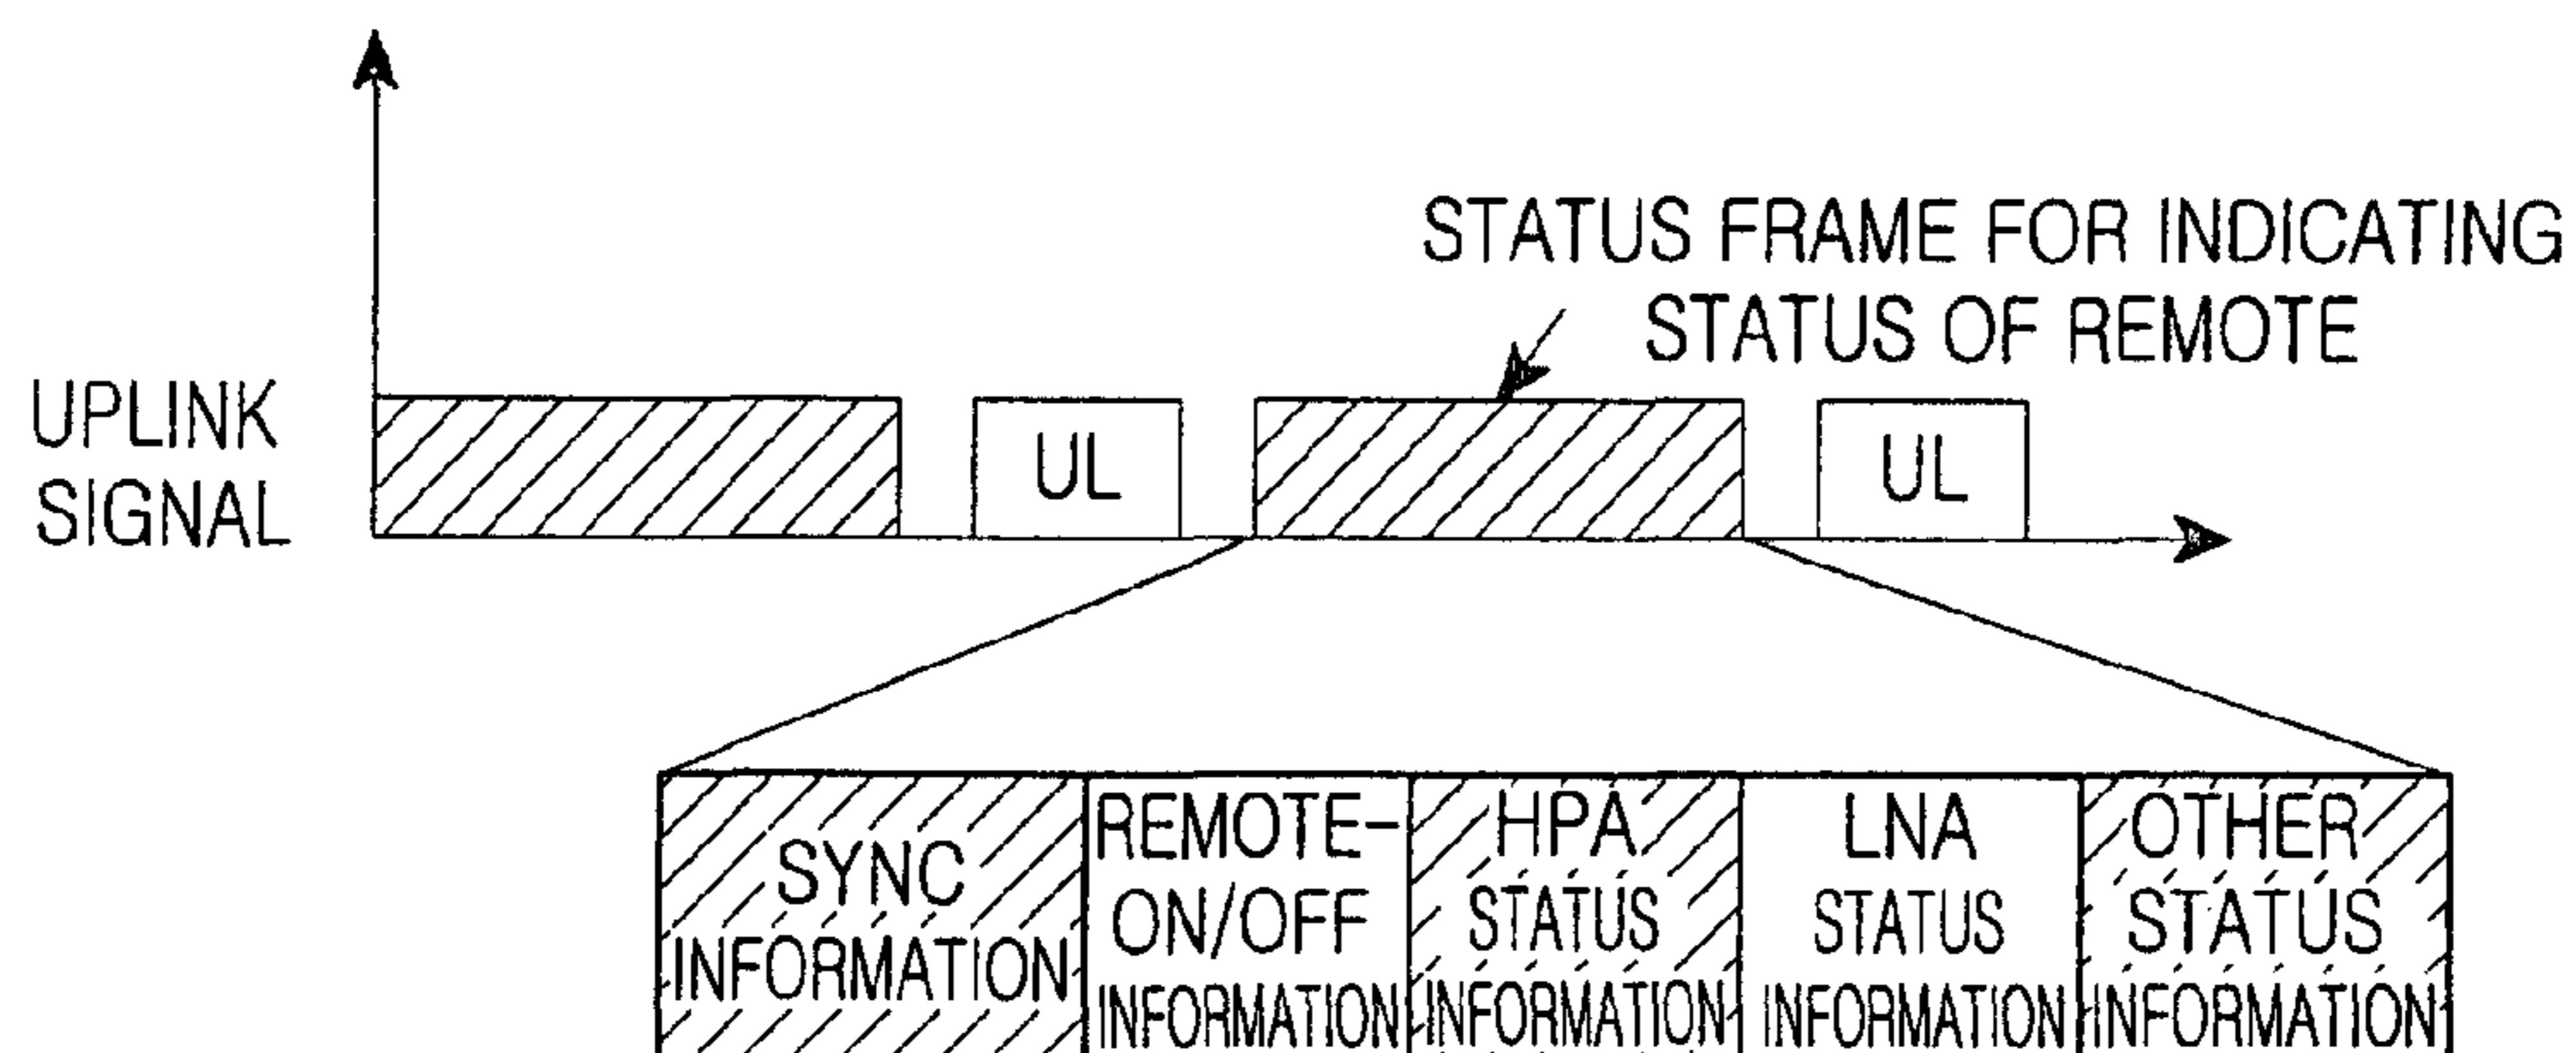 STATUS FRAME FOR INDICATING
STATUS OF REMOTE
UPLINK
SIGNAL
UL
UL
SYNC
INFORMATION
REMOTE-
ON/OFF
INFORMATION
HPA
STATUS
INFORMATION
LNA
STATUS
INFORMATION
OTHER
STATUS
INFORMATION